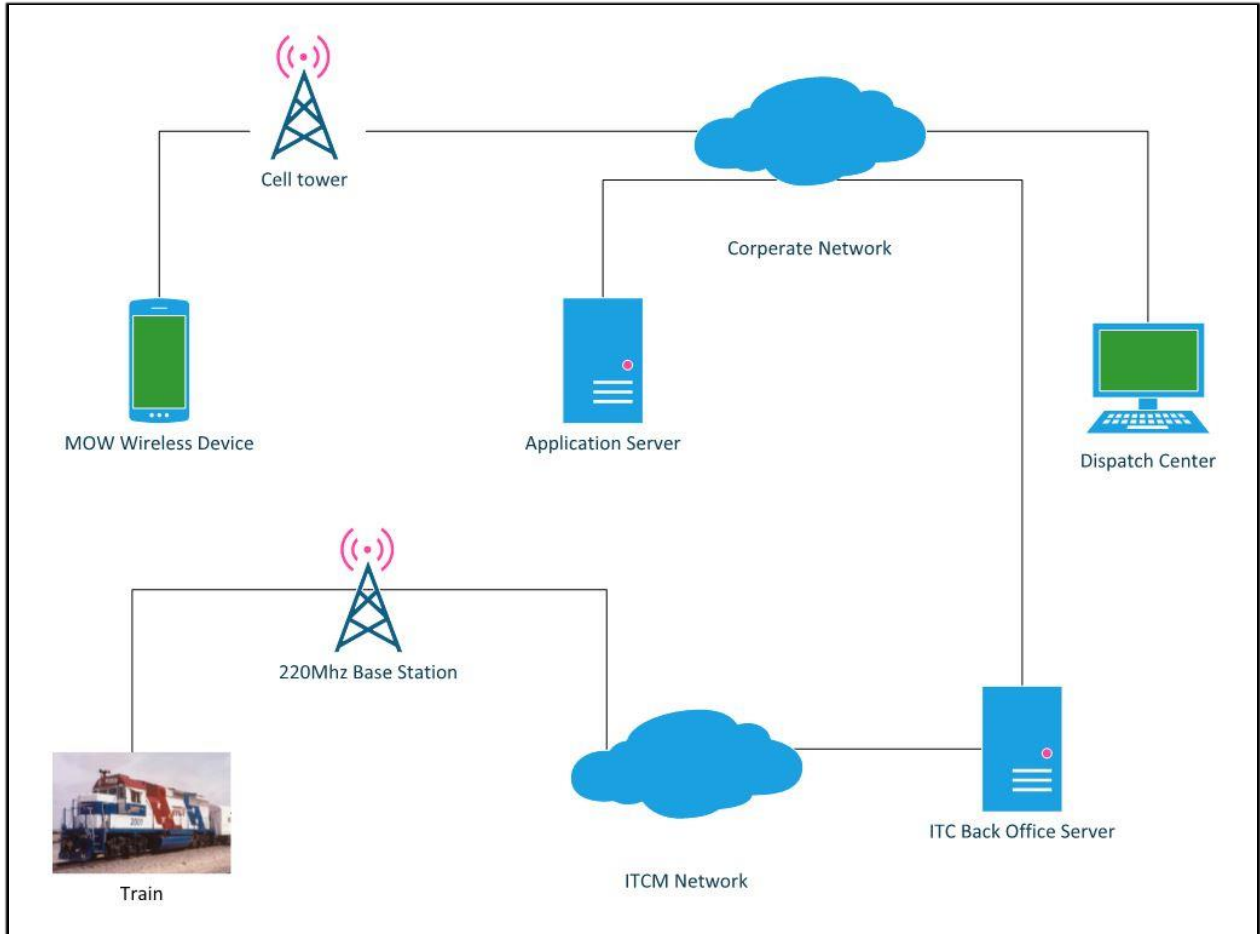 Cell tower
Corperate Network
MOW Wireless Device
Application Server
Dispatch Center
220Mhz Base Station
ITC Back Office Server
ITCM Network
Train